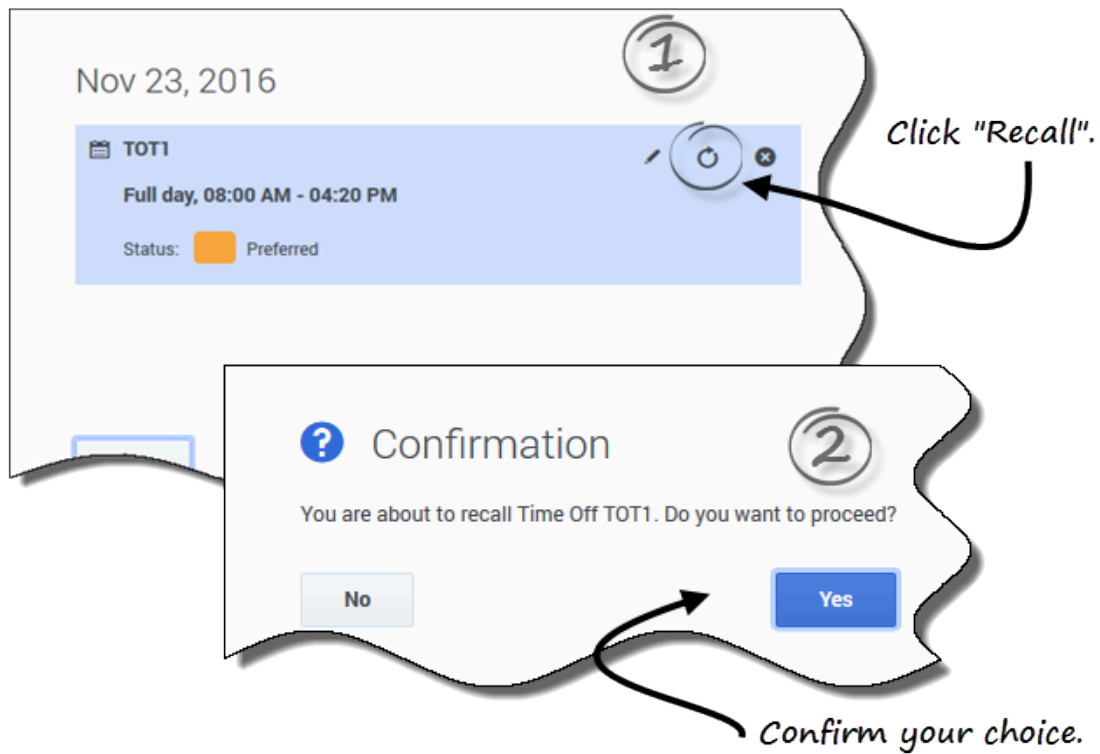 1
Nov 23, 2016
Click "Recall".
TOT1
Full day, 08:00 AM - 04:20 PM
Status: Preferred
2
Confirmation
You are about to recall Time Off TOT1. Do you want to proceed?
No Yes
Confirm your choice.